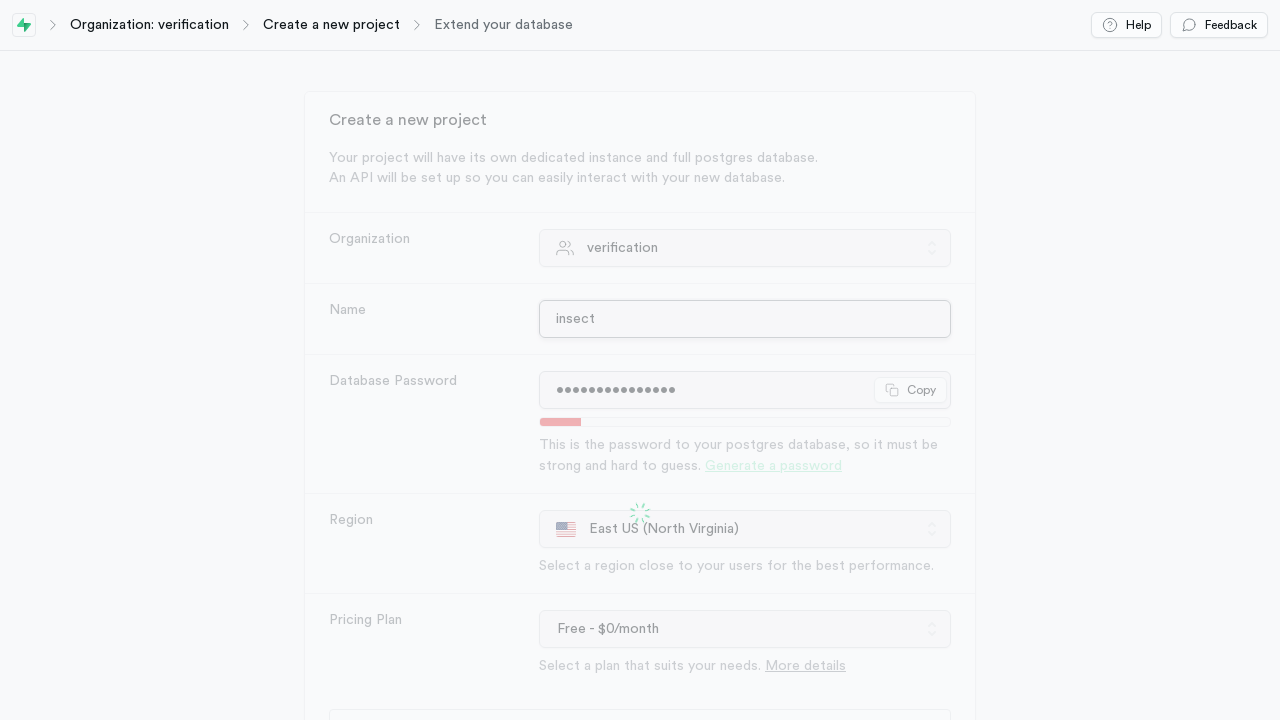 Organization: verification
Create a new project
Extend your database
Help
Feedback
Create a new project
Your project will have its own dedicated instance and full postgres database.
An API will be set up so you can easily interact with your new database.
Organization
verification
Name
insect
Database Password
•••••••••••••••
Copy
This is the password to your postgres database, so it must be
strong and hard to guess. Generate a password
Region
East US (North Virginia)
Select a region close to your users for the best performance.
Pricing Plan
Free - $0/month
Select a plan that suits your needs. More details